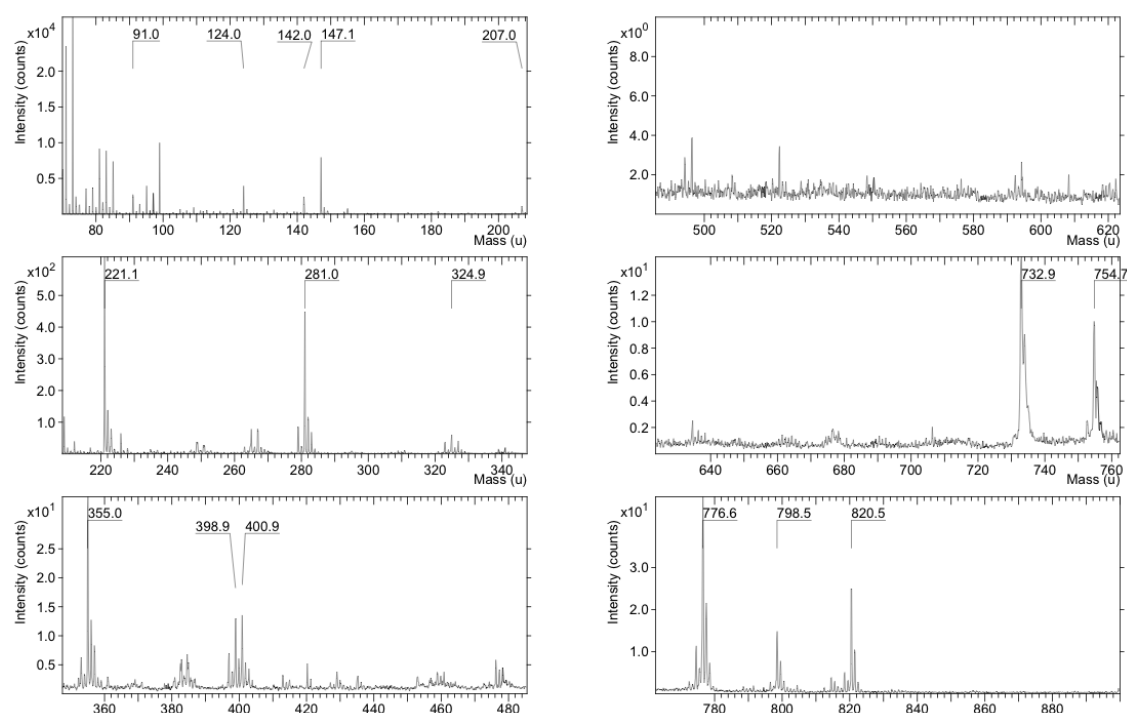 x10⁴
Intensity (counts)
2.0
1.5
1.0
0.5
91.0 124.0 142.0 147.1 207.0
80 100 120 140 160 180 200
Mass (u)
x10²
Intensity (counts)
5.0
4.0
3.0
2.0
1.0
221.1 281.0 324.9
220 240 260 280 300 320 340
Mass (u)
x10¹
Intensity (counts)
2.5
2.0
1.5
1.0
0.5
355.0 398.9 400.9
360 380 400 420 440 460 480
x10⁰
Intensity (counts)
8.0
6.0
4.0
2.0
500 520 540 560 580 600 620
Mass (u)
x10¹
Intensity (counts)
1.2
1.0
0.8
0.6
0.4
0.2
732.9 754.7
640 660 680 700 720 740 760
Mass (u)
x10¹
Intensity (counts)
3.0
2.0
1.0
776.6 798.5 820.5
780 800 820 840 860 880